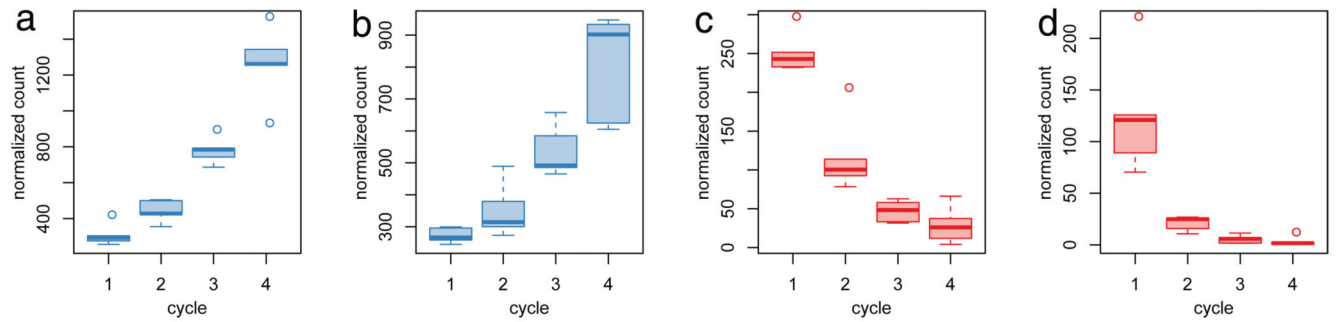 a
normalized count
400 800 1200
1 2 3 4
cycle
b
normalized count
300 500 700 900
1 2 3 4
cycle
c
normalized count
0 50 150 250
1 2 3 4
cycle
d
normalized count
0 50 100 150 200
1 2 3 4
cycle